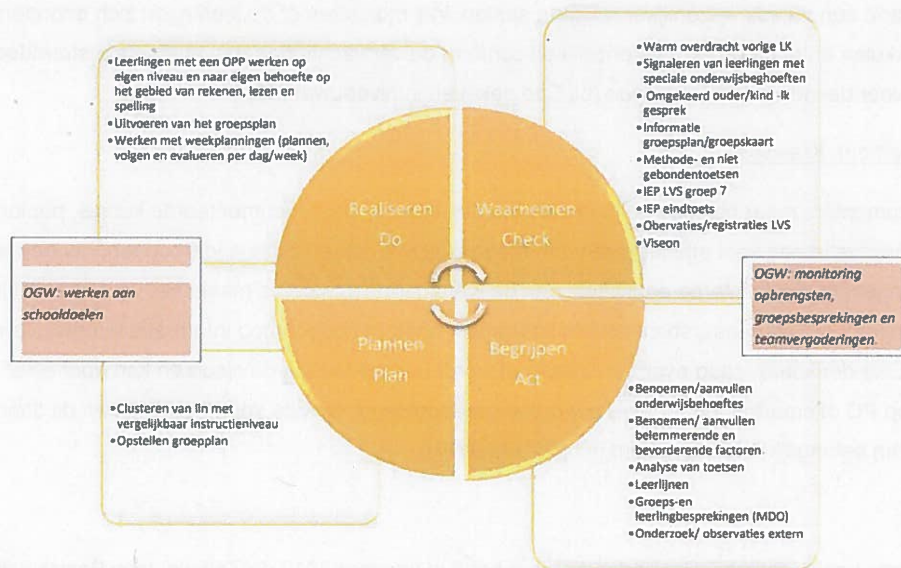 •Leerlingen met een OPP werken op
eigen niveau en naar eigen behoefte op
het gebied van rekenen, lezen en
spelling
•Uitvoeren van het groepsplan
•Werken met weekplanningen (plannen,
volgen en evalueren per dag/week)
•Warm overdracht vorige LK
•Signaleren van leerlingen met
speciale onderwijsbeghoeften
• Omgekeerd ouder/kind -lk
gesprek
•Informatie
groepsplan/groepskaart
•Methode- en niet
gebondentoetsen
•IEP LVS groep 7
•IEP eindtoets
•Obervaties/registraties LVS
•Viseon
Realiseren
Do
Waarnemen
Check
OGW: werken aan
schooldoelen
OGW: monitoring
opbrengsten,
groepsbesprekingen en
teamvergaderingen.
Plannen
Plan
Begrijpen
Act
•Clusteren van lln met
vergelijkbaar instructieniveau
•Opstellen groepplan
•Benoemen/aanvullen
onderwijsbehoeftes
•Benoemen/ aanvullen
belemmerende en
bevorderende factoren
•Analyse van toetsen
•Leerlijnen
•Groeps-en
leerlingbesprekingen (MDO)
•Onderzoek/ observaties extern